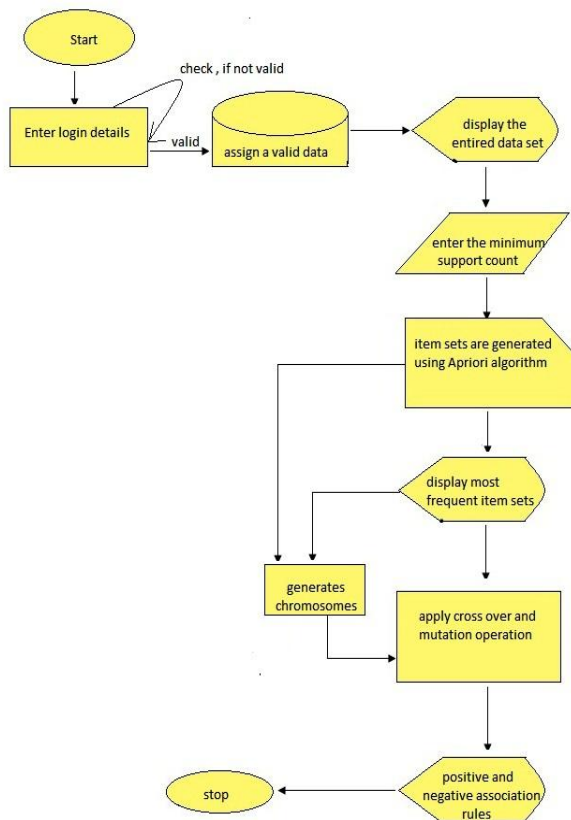 Start
check , if not valid
Enter login details
valid
assign a valid data
display the
entired data set
enter the minimum
support count
item sets are generated
using Apriori algorithm
display most
frequent item sets
generates
chromosomes
apply cross over and
mutation operation
positive and
negative association
rules
stop